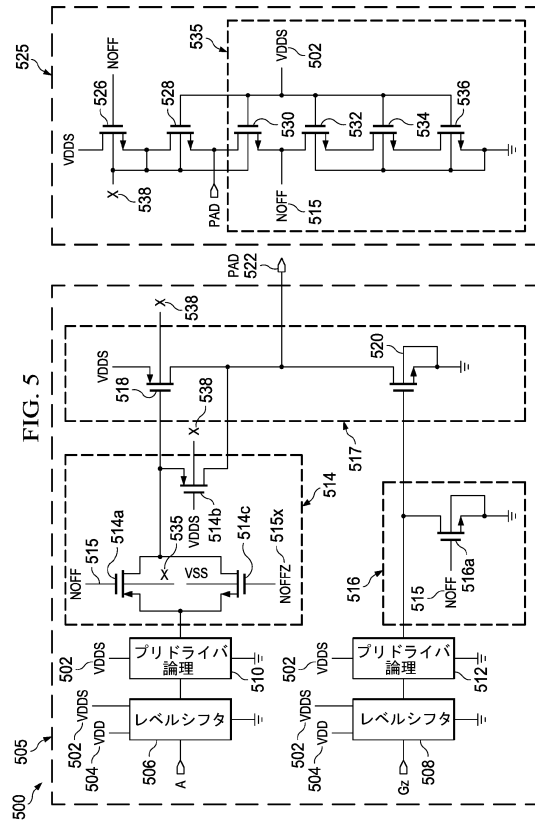 FIG. 5
500
505
525
VDDS
526
NOFF
X
538
528
535
PAD
530
VDDS
502
NOFF
515
532
534
536
504
VDD
502
VDDS
レベルシフタ
506
A
502
VDDS
プリドライバ
論理
510
NOFF
515
514a
X
535
VSS
514c
NOFFZ
515x
VDDS
514b
X
538
514
VDDS
518
X
538
PAD
522
517
504
VDD
502
VDDS
レベルシフタ
508
Gz
502
VDDS
プリドライバ
論理
512
516
NOFF
515
516a
520